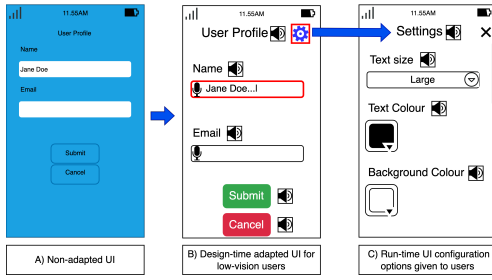 11.55AM
User Profile
Name
Jane Doe
Email
Submit
Cancel
A) Non-adapted UI
11.55AM
User Profile
Name
Jane Doe...I
Email
Submit
Cancel
B) Design-time adapted UI for
low-vision users
11.55AM
Settings
Text size
Large
Text Colour
Background Colour
C) Run-time UI configuration
options given to users